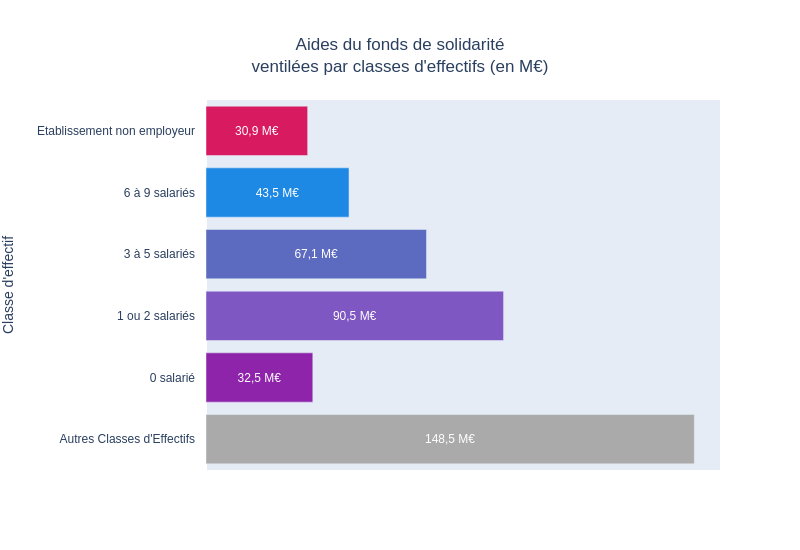 Aides du fonds de solidarité
ventilées par classes d'effectifs (en M€)
Classe d'effectif
Etablissement non employeur
30,9 M€
6 à 9 salariés
43,5 M€
3 à 5 salariés
67,1 M€
1 ou 2 salariés
90,5 M€
0 salarié
32,5 M€
Autres Classes d'Effectifs
148,5 M€